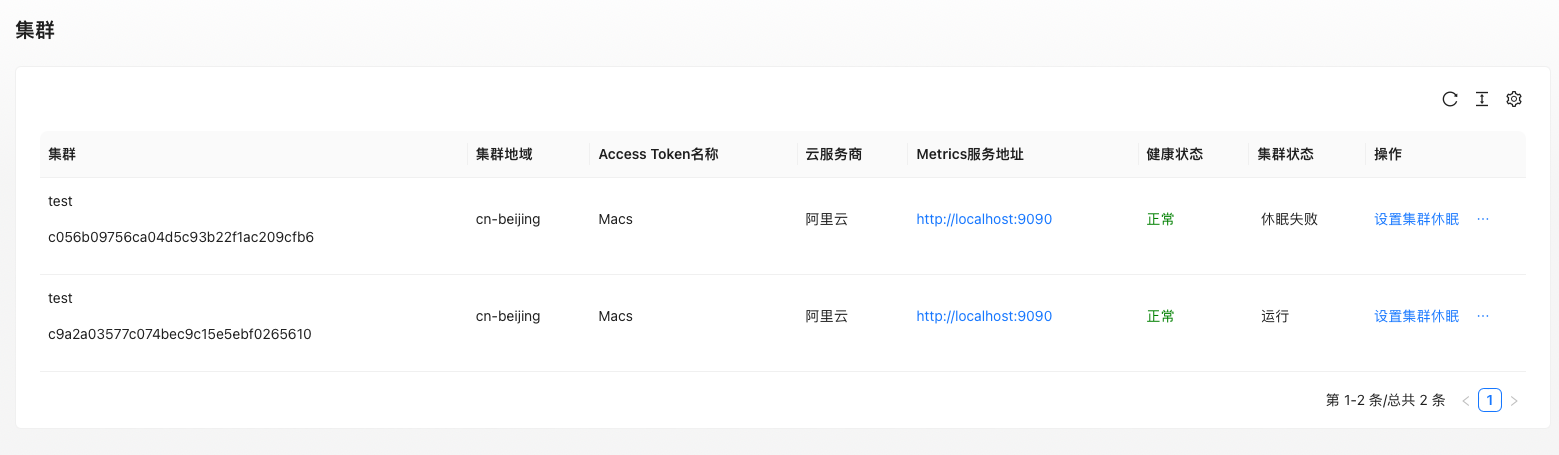 集群
集群 集群地域 Access Token名称 云服务商 Metrics服务地址 健康状态 集群状态 操作
test
c056b09756ca04d5c93b22f1ac209cfb6 cn-beijing Macs 阿里云 http://localhost:9090 正常 休眠失败 设置集群休眠 ···
test
c9a2a03577c074bec9c15e5ebf0265610 cn-beijing Macs 阿里云 http://localhost:9090 正常 运行 设置集群休眠 ···
第 1-2 条/总共 2 条 < 1 >